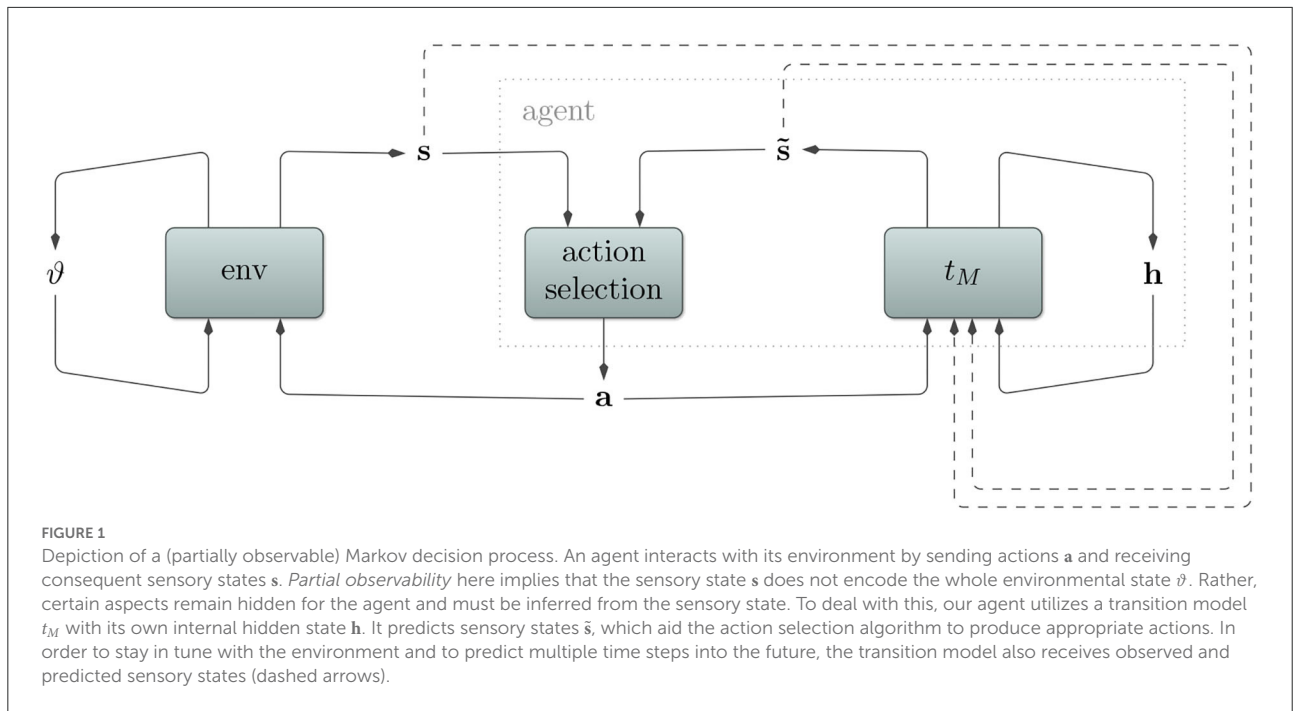 agent
s
s̃
env
action
selection
t_M
ϑ
h
a
FIGURE 1
Depiction of a (partially observable) Markov decision process. An agent interacts with its environment by sending actions a and receiving
consequent sensory states s. Partial observability here implies that the sensory state s does not encode the whole environmental state ϑ. Rather,
certain aspects remain hidden for the agent and must be inferred from the sensory state. To deal with this, our agent utilizes a transition model
t_M with its own internal hidden state h. It predicts sensory states s̃, which aid the action selection algorithm to produce appropriate actions. In
order to stay in tune with the environment and to predict multiple time steps into the future, the transition model also receives observed and
predicted sensory states (dashed arrows).